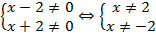 {x − 2 ≠ 0 ⇔ {x ≠ 2
{x + 2 ≠ 0 {x ≠ −2